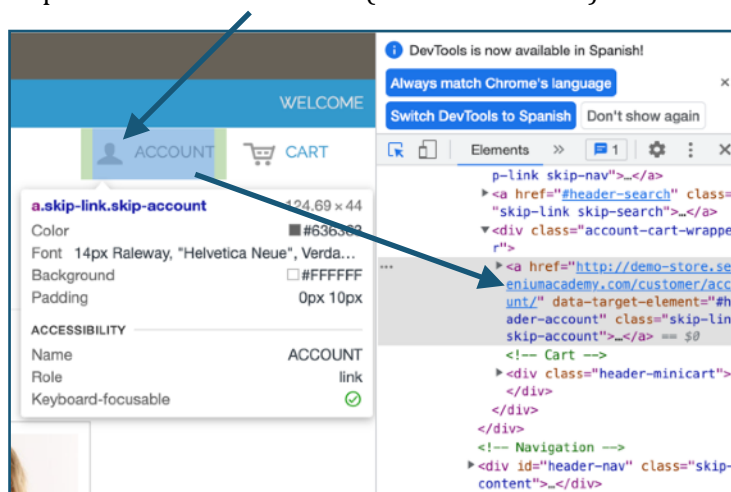 DevTools is now available in Spanish!
Always match Chrome's language
Switch DevTools to Spanish Don't show again
WELCOME
ACCOUNT CART
Elements » 1
a.skip-link.skip-account 124.69 × 44
Color #636363
Font 14px Raleway, "Helvetica Neue", Verda...
Background #FFFFFF
Padding 0px 10px
ACCESSIBILITY
Name ACCOUNT
Role link
Keyboard-focusable
p-link skip-nav">…</a>
<a href="#header-search" class=
"skip-link skip-search">…</a>
<div class="account-cart-wrappe
r">
<a href="http://demo-store.se
eniumacademy.com/customer/acc
unt/" data-target-element="#h
ader-account" class="skip-lin
skip-account">…</a> == $0
<!-- Cart -->
<div class="header-minicart">
</div>
</div>
</div>
<!-- Navigation -->
<div id="header-nav" class="skip-
content">…</div>